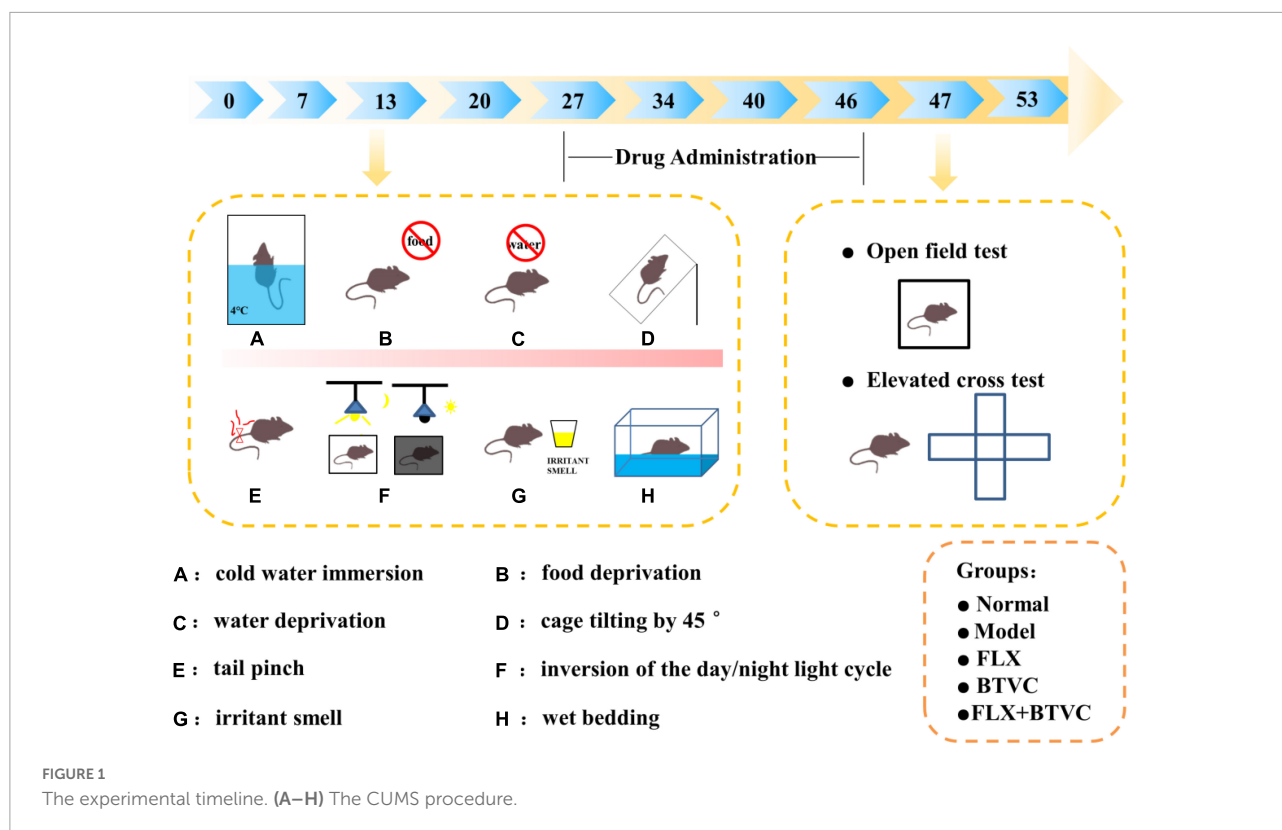 0 7 13 20 27 34 40 46 47 53
Drug Administration
4°C
food
water
A B C D
IRRITANT
SMELL
E F G H
● Open field test
● Elevated cross test
A： cold water immersion
B： food deprivation
C： water deprivation
D： cage tilting by 45 °
E： tail pinch
F： inversion of the day/night light cycle
G： irritant smell
H： wet bedding
Groups：
● Normal
● Model
● FLX
● BTVC
●FLX+BTVC
FIGURE 1
The experimental timeline. (A–H) The CUMS procedure.